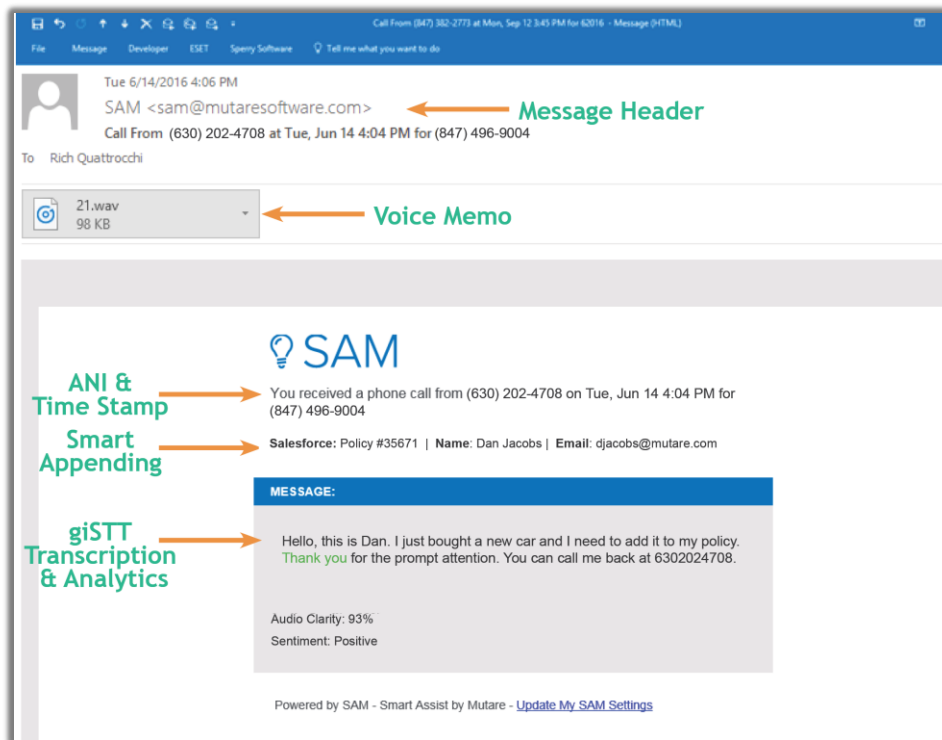 Call From (847) 382-2773 at Mon, Sep 12 3:45 PM for 62016 - Message (HTML)
File Message Developer ESET Sperry Software Tell me what you want to do
Tue 6/14/2016 4:06 PM
SAM <sam@mutaresoftware.com>
Message Header
Call From (630) 202-4708 at Tue, Jun 14 4:04 PM for (847) 496-9004
To Rich Quattrocchi
21.wav
98 KB
Voice Memo
SAM
ANI &
Time Stamp
You received a phone call from (630) 202-4708 on Tue, Jun 14 4:04 PM for
(847) 496-9004
Smart
Appending
Salesforce: Policy #35671 | Name: Dan Jacobs | Email: djacobs@mutare.com
MESSAGE:
giSTT
Transcription
& Analytics
Hello, this is Dan. I just bought a new car and I need to add it to my policy.
Thank you for the prompt attention. You can call me back at 6302024708.
Audio Clarity: 93%
Sentiment: Positive
Powered by SAM - Smart Assist by Mutare - Update My SAM Settings